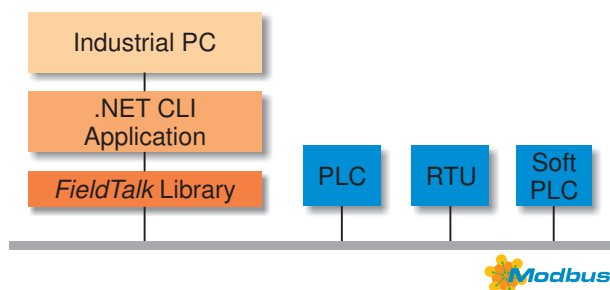 Industrial PC
.NET CLI
Application
FieldTalk Library
PLC
RTU
Soft
PLC
Modbus